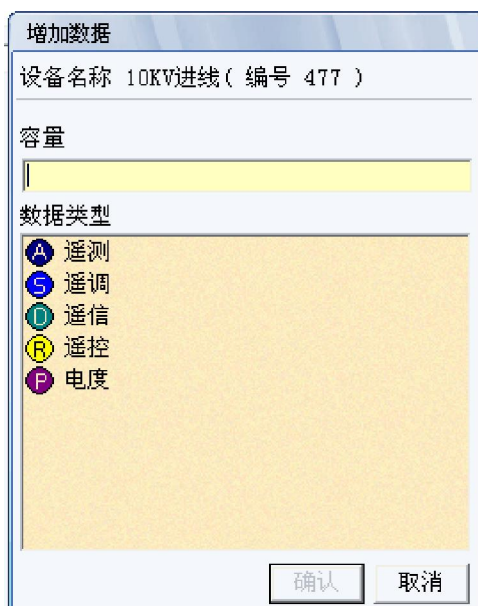 增加数据
设备名称 10KV进线( 编号 477 )
容量
数据类型
A 遥测
S 遥调
D 遥信
R 遥控
P 电度
确认 取消